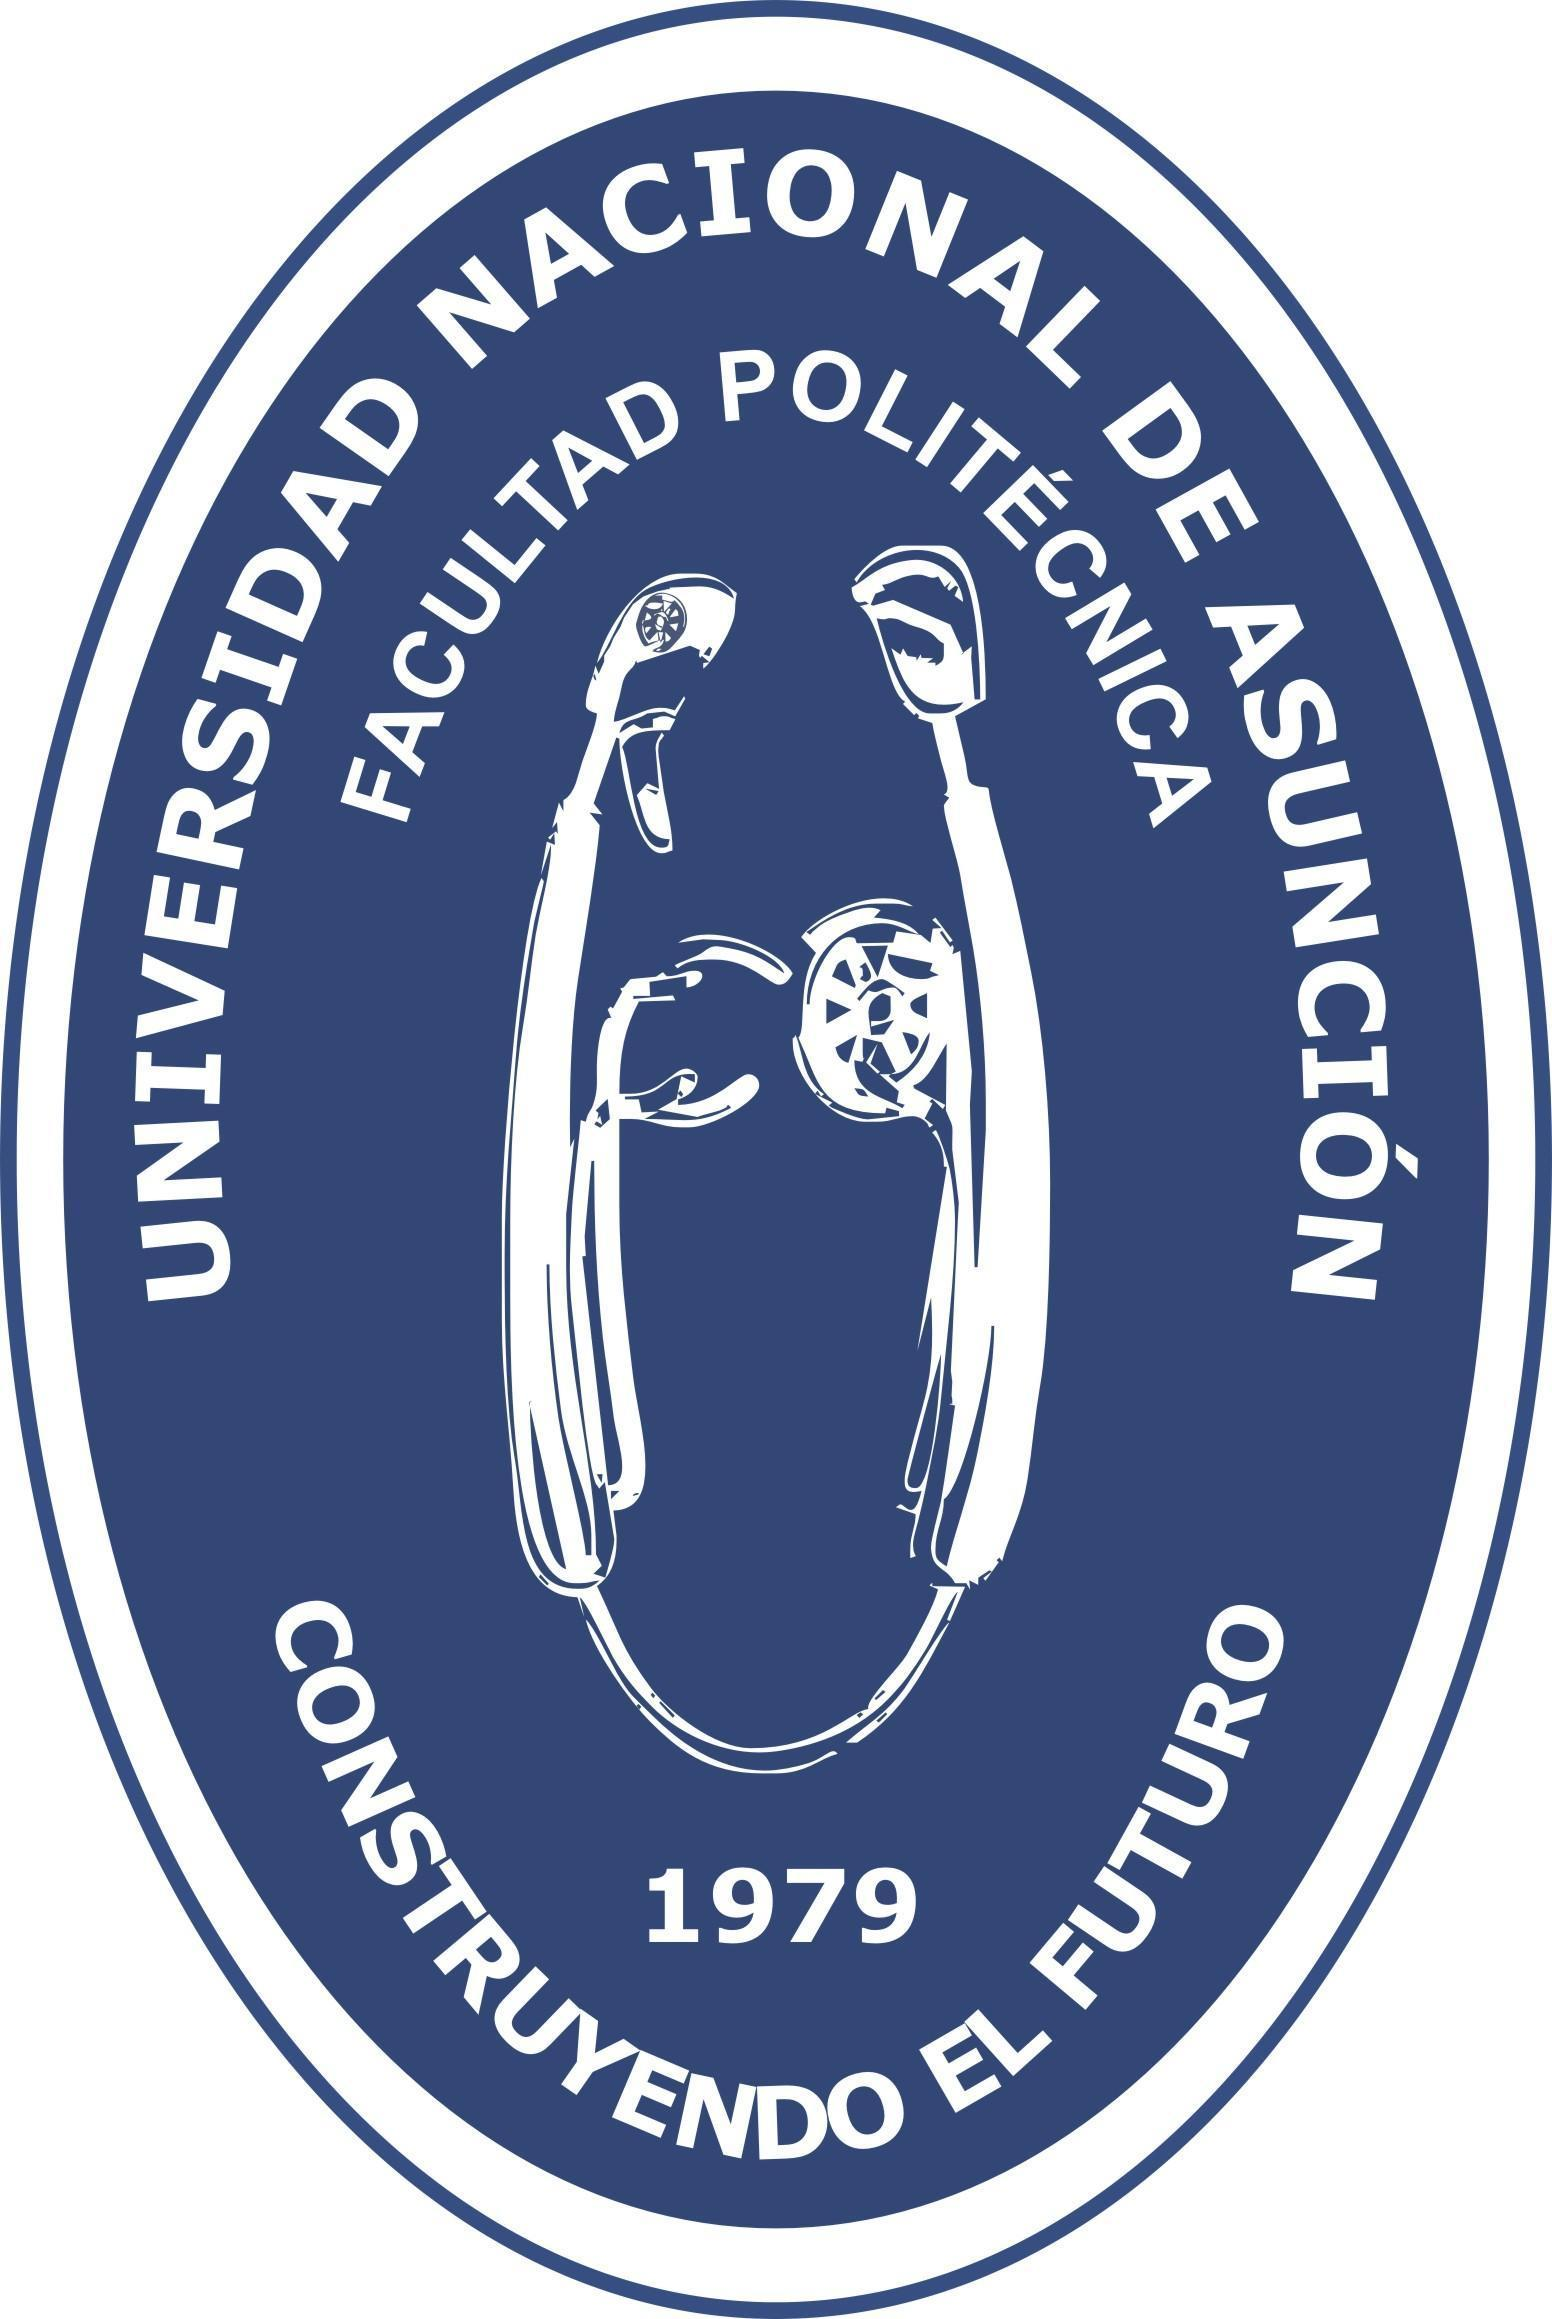 UNIVERSIDAD NACIONAL DE ASUNCIÓN
FACULTAD POLITÉCNICA
1979
CONSTRUYENDO EL FUTURO